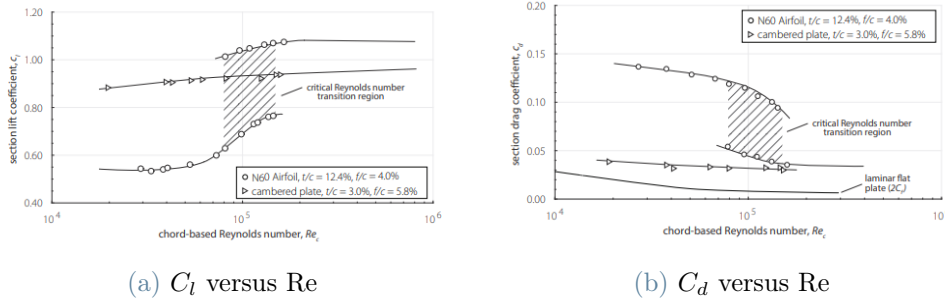 section lift coefficient, c_l
1.20
1.00
0.80
0.60
0.40
critical Reynolds number
transition region
N60 Airfoil, t/c = 12.4%, f/c = 4.0%
cambered plate, t/c = 3.0%, f/c = 5.8%
10^4
10^5
10^6
chord-based Reynolds number, Re_c
(a) C_l versus Re
section drag coefficient, c_d
0.20
0.15
0.10
0.05
0.00
N60 Airfoil, t/c = 12.4%, f/c = 4.0%
cambered plate, t/c = 3.0%, f/c = 5.8%
critical Reynolds number
transition region
laminar flat
plate (2C_f)
10^4
10^5
10
chord-based Reynolds number, Re_c
(b) C_d versus Re